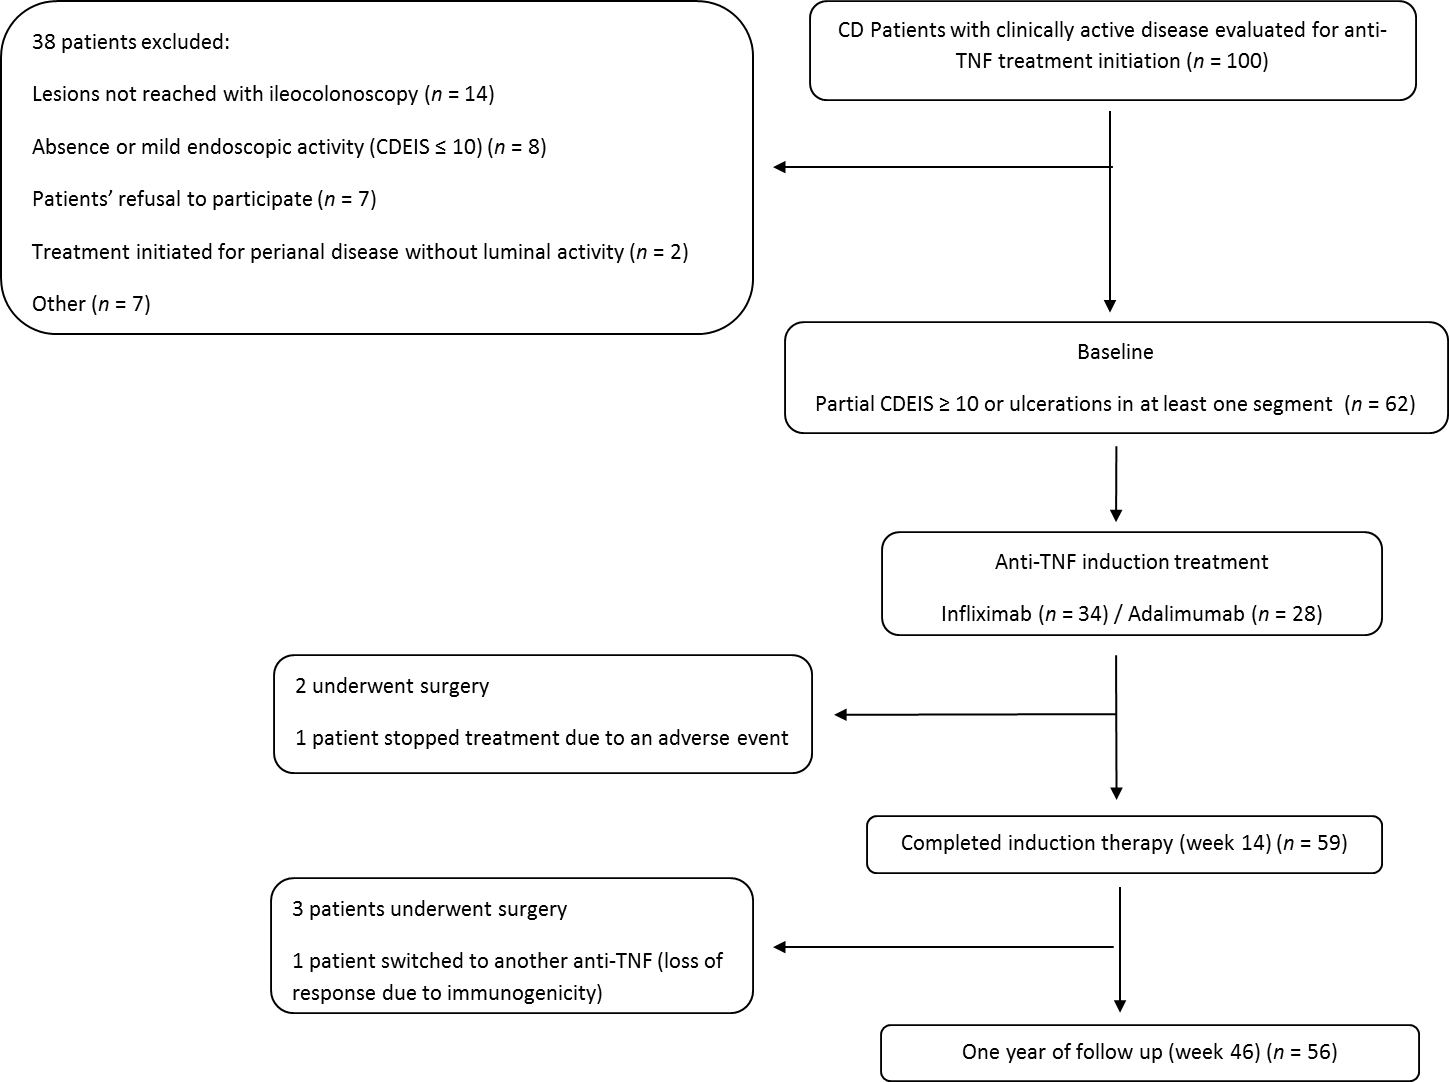 CD Patients with clinically active disease evaluated for anti-
TNF treatment initiation (n = 100)
38 patients excluded:
Lesions not reached with ileocolonoscopy (n = 14)
Absence or mild endoscopic activity (CDEIS ≤ 10) (n = 8)
Patients’ refusal to participate (n = 7)
Treatment initiated for perianal disease without luminal activity (n = 2)
Other (n = 7)
Baseline
Partial CDEIS ≥ 10 or ulcerations in at least one segment (n = 62)
Anti-TNF induction treatment
Infliximab (n = 34) / Adalimumab (n = 28)
2 underwent surgery
1 patient stopped treatment due to an adverse event
Completed induction therapy (week 14) (n = 59)
3 patients underwent surgery
1 patient switched to another anti-TNF (loss of
response due to immunogenicity)
One year of follow up (week 46) (n = 56)